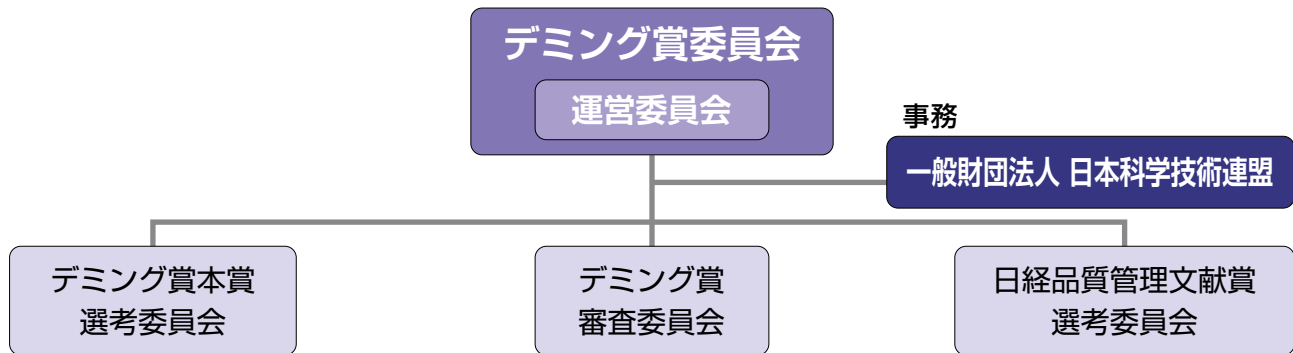 デミング賞委員会
運営委員会
事務
一般財団法人 日本科学技術連盟
デミング賞本賞
選考委員会
デミング賞
審査委員会
日経品質管理文献賞
選考委員会